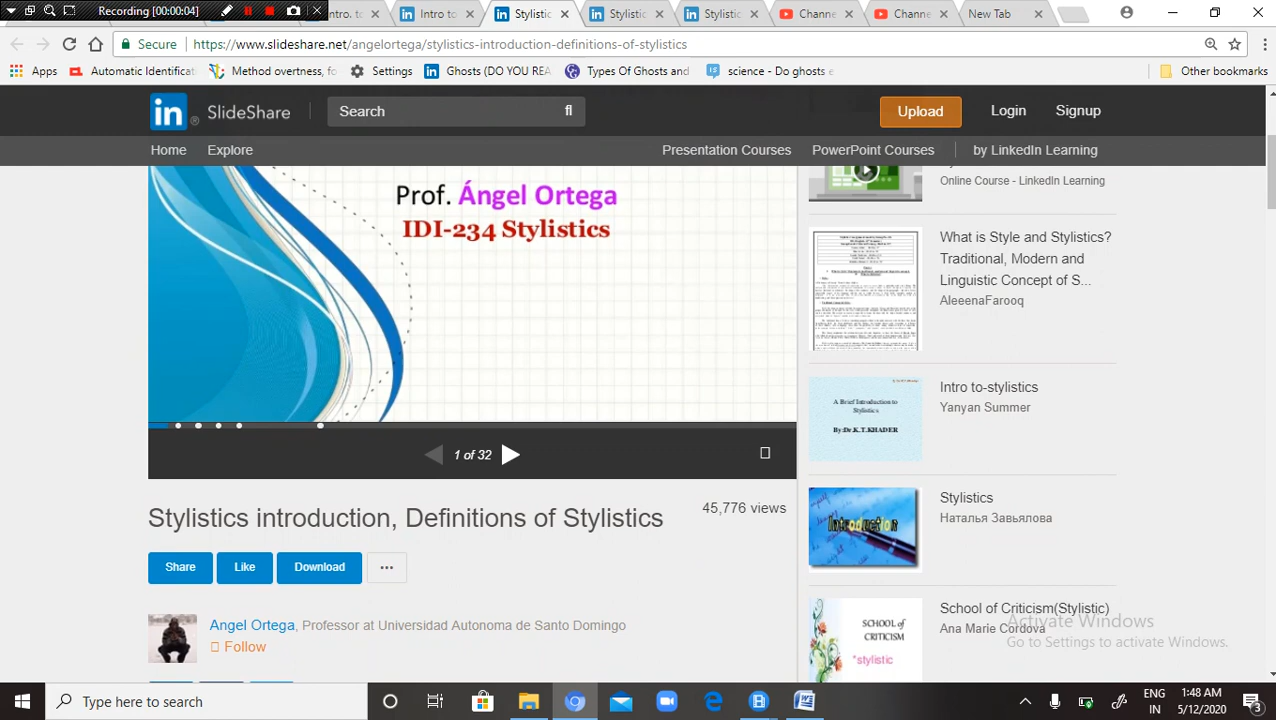 Recording [00:00:04]
ntro. t
Intro to
Stylistic
Stylistic
Stylistic
Channe
Channe
New Tab
Secure
https://www.slideshare.net/angelortega/stylistics-introduction-definitions-of-stylistics
Apps
Automatic Identificat
Method overtness, fo
Settings
Ghosts (DO YOU REA
Types Of Ghosts and
science - Do ghosts e
Other bookmarks
in SlideShare
Search
Upload
Login
Signup
Home
Explore
Presentation Courses
PowerPoint Courses
by LinkedIn Learning
Prof. Ángel Ortega
IDI-234 Stylistics
1 of 32
Stylistics introduction, Definitions of Stylistics
45,776 views
Share
Like
Download
Angel Ortega, Professor at Universidad Autonoma de Santo Domingo
Follow
Online Course - LinkedIn Learning
What is Style and Stylistics?
Traditional, Modern and
Linguistic Concept of S...
AleeenaFarooq
A Brief Introduction to
Stylistics
By:Dr.K.T.KHADER
Intro to-stylistics
Yanyan Summer
Introduction
Stylistics
Наталья Завьялова
SCHOOL of
CRITICISM
*stylistic
School of Criticism(Stylistic)
Ana Marie Cordova
Activate Windows
Go to Settings to activate Windows.
Type here to search
ENG
IN
1:48 AM
5/12/2020
3